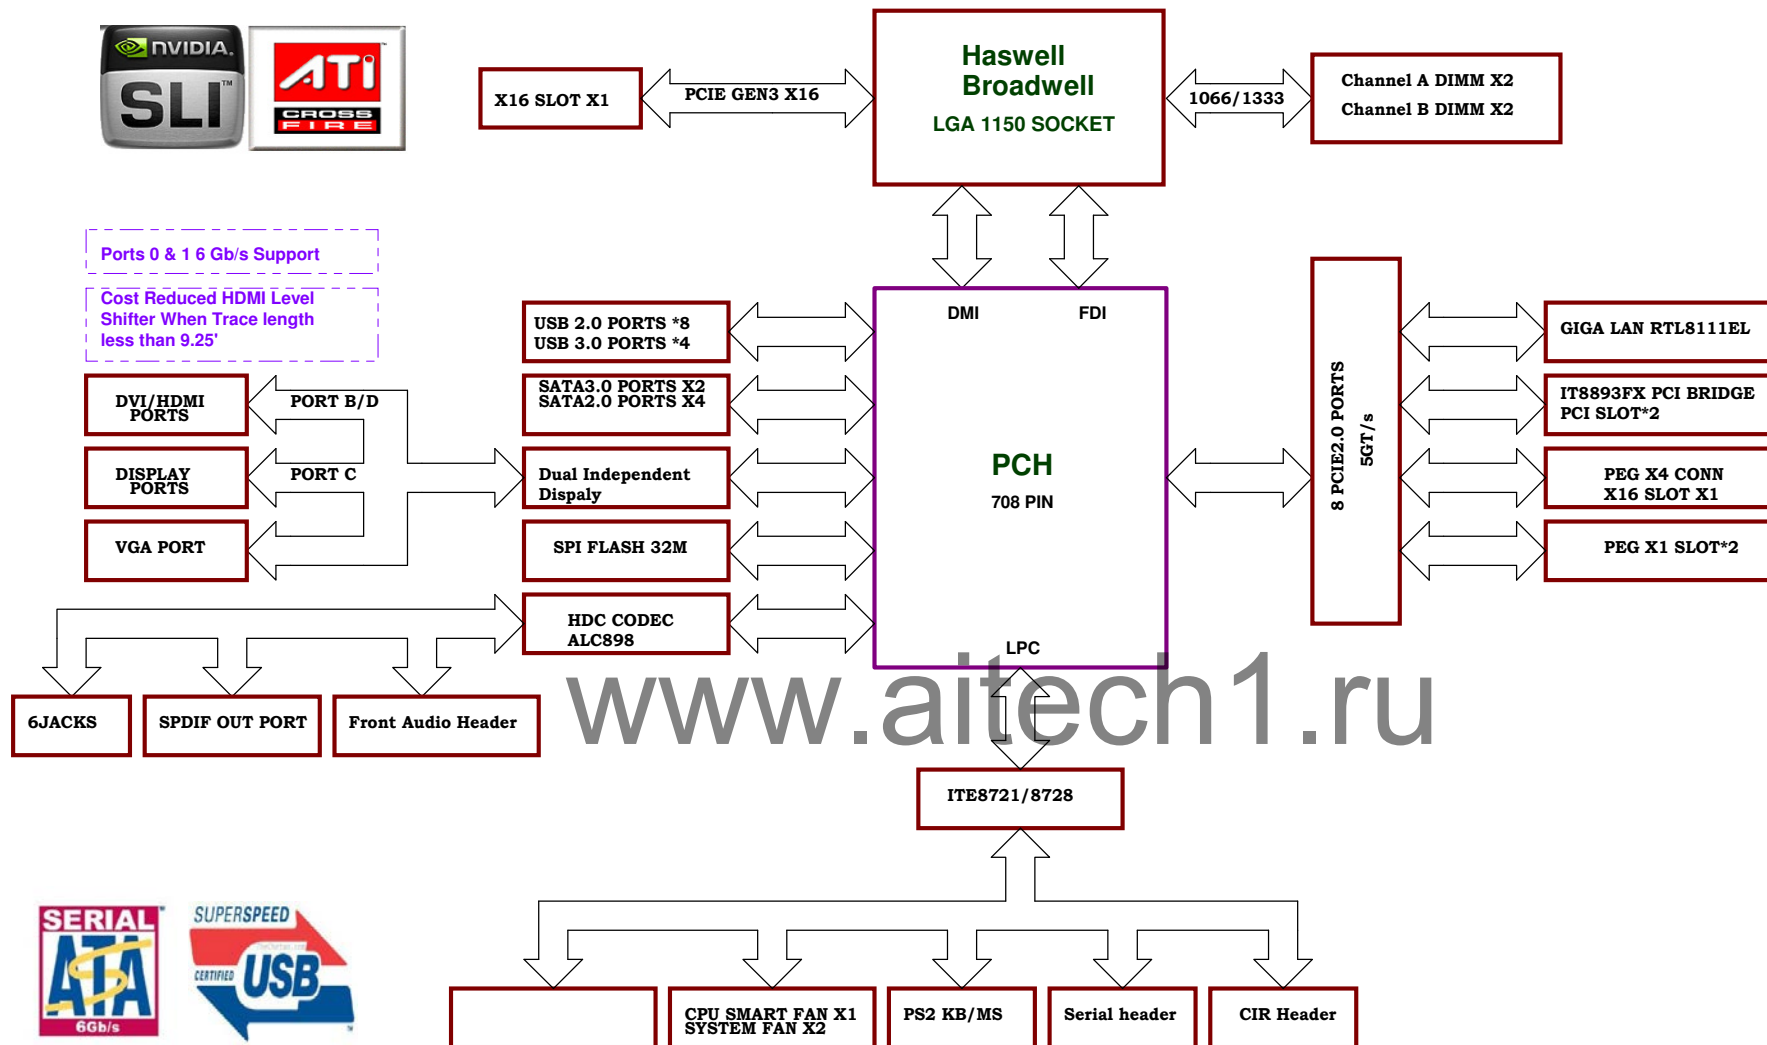 NVIDIA.
SLI™
ATI
CROSS
FIRE
X16 SLOT X1
PCIE GEN3 X16
Haswell
Broadwell
LGA 1150 SOCKET
1066/1333
Channel A DIMM X2
Channel B DIMM X2
Ports 0 & 1 6 Gb/s Support
Cost Reduced HDMI Level
Shifter When Trace length
less than 9.25'
DMI
FDI
USB 2.0 PORTS *8
USB 3.0 PORTS *4
SATA3.0 PORTS X2
SATA2.0 PORTS X4
DVI/HDMI
PORTS
PORT B/D
DISPLAY
PORTS
PORT C
VGA PORT
Dual Independent
Dispaly
SPI FLASH 32M
HDC CODEC
ALC898
PCH
708 PIN
LPC
8 PCIE2.0 PORTS
5GT/s
GIGA LAN RTL8111EL
IT8893FX PCI BRIDGE
PCI SLOT*2
PEG X4 CONN
X16 SLOT X1
PEG X1 SLOT*2
6JACKS
SPDIF OUT PORT
Front Audio Header
www.aitech1.ru
ITE8721/8728
SERIAL
ATA
6Gb/s
SUPERSPEED
CERTIFIED
USB
CPU SMART FAN X1
SYSTEM FAN X2
PS2 KB/MS
Serial header
CIR Header